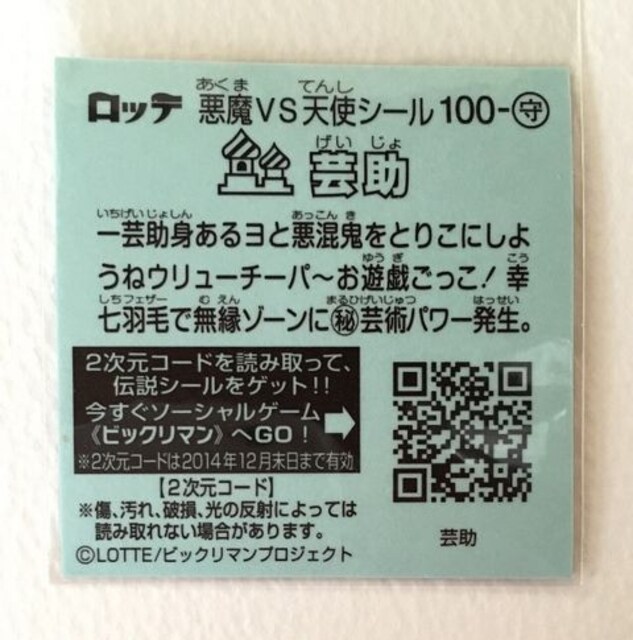 ロッテ 悪魔VS天使シール 100-㊝守
あくま てんし
げいじょ
芸助
いちげいじょしん あっこんき
一芸助身あるヨと悪混鬼をとりこにしよ
ゆうぎ こう
うねウリューチーパ〜お遊戯ごっこ! 幸
しちフェザー むえん まるひげいじゅつ はっせい
七羽毛で無縁ゾーンに㊙芸術パワー発生。
2次元コードを読み取って、
伝説シールをゲット!!
今すぐソーシャルゲーム
《ビックリマン》へGO!
※2次元コードは2014年12月末日まで有効
【2次元コード】
※傷、汚れ、破損、光の反射によっては
読み取れない場合があります。
©LOTTE/ビックリマンプロジェクト
芸助